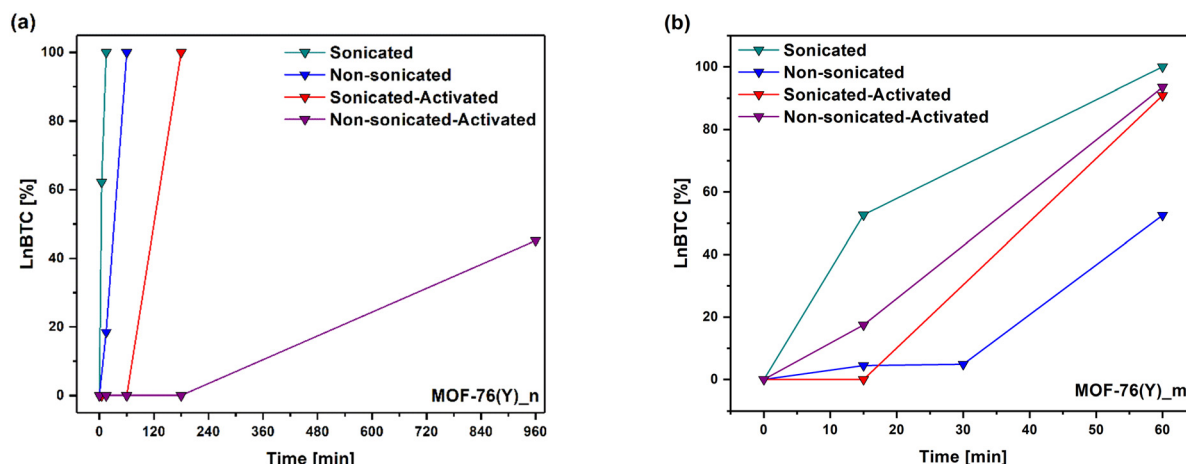 (a)
Sonicated
Non-sonicated
Sonicated-Activated
Non-sonicated-Activated
LnBTC [%]
100
80
60
40
20
0
MOF-76(Y)_n
0 120 240 360 480 600 720 840 960
Time [min]
(b)
Sonicated
Non-sonicated
Sonicated-Activated
Non-sonicated-Activated
LnBTC [%]
100
80
60
40
20
0
MOF-76(Y)_m
0 10 20 30 40 50 60
Time [min]